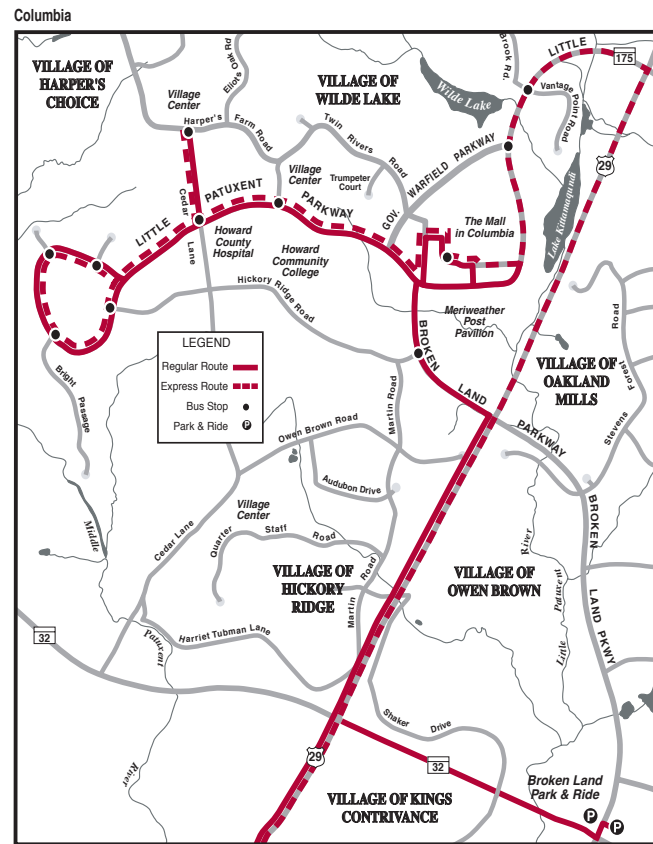 Columbia
VILLAGE OF
HARPER'S
CHOICE
Village
Center
Eliots Oak Rd
VILLAGE OF
WILDE LAKE
Brook Rd.
LITTLE
175
Wilde Lake
Vantage
Point Road
Harper's
Farm Road
Twin
Rivers
Road
29
Village
Center
Trumpeter
Court
GOV.
WARFIELD PARKWAY
Cedar
Lane
LITTLE
PATUXENT
PARKWAY
The Mall
in Columbia
Lake Kittamaqundi
Howard
County
Hospital
Howard
Community
College
Hickory Ridge Road
Meriweather
Post
Pavilion
BROKEN
LAND
PARKWAY
Road
Forest
Stevens
LEGEND
Regular Route
Express Route
Bus Stop
Park & Ride
P
VILLAGE OF
OAKLAND
MILLS
Bright
Passage
Martin Road
Owen Brown Road
Audubon Drive
Middle
Patuxent
River
Cedar Lane
Village
Center
Quarter
Staff
Road
VILLAGE OF
HICKORY
RIDGE
Martin
Road
VILLAGE OF
OWEN BROWN
River
Patuxent
Little
BROKEN
LAND PKWY
32
Harriet Tubman Lane
Shaker
Drive
29
32
Broken Land
Park & Ride
P
P
VILLAGE OF KINGS
CONTRIVANCE